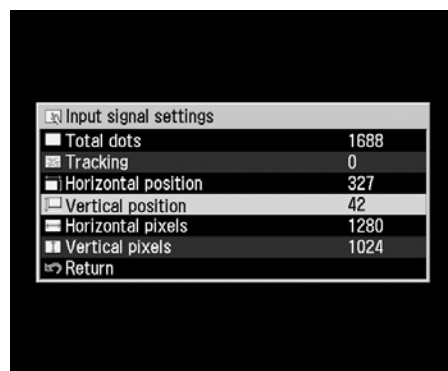 Input signal settings
Total dots 1688
Tracking 0
Horizontal position 327
Vertical position 42
Horizontal pixels 1280
Vertical pixels 1024
Return